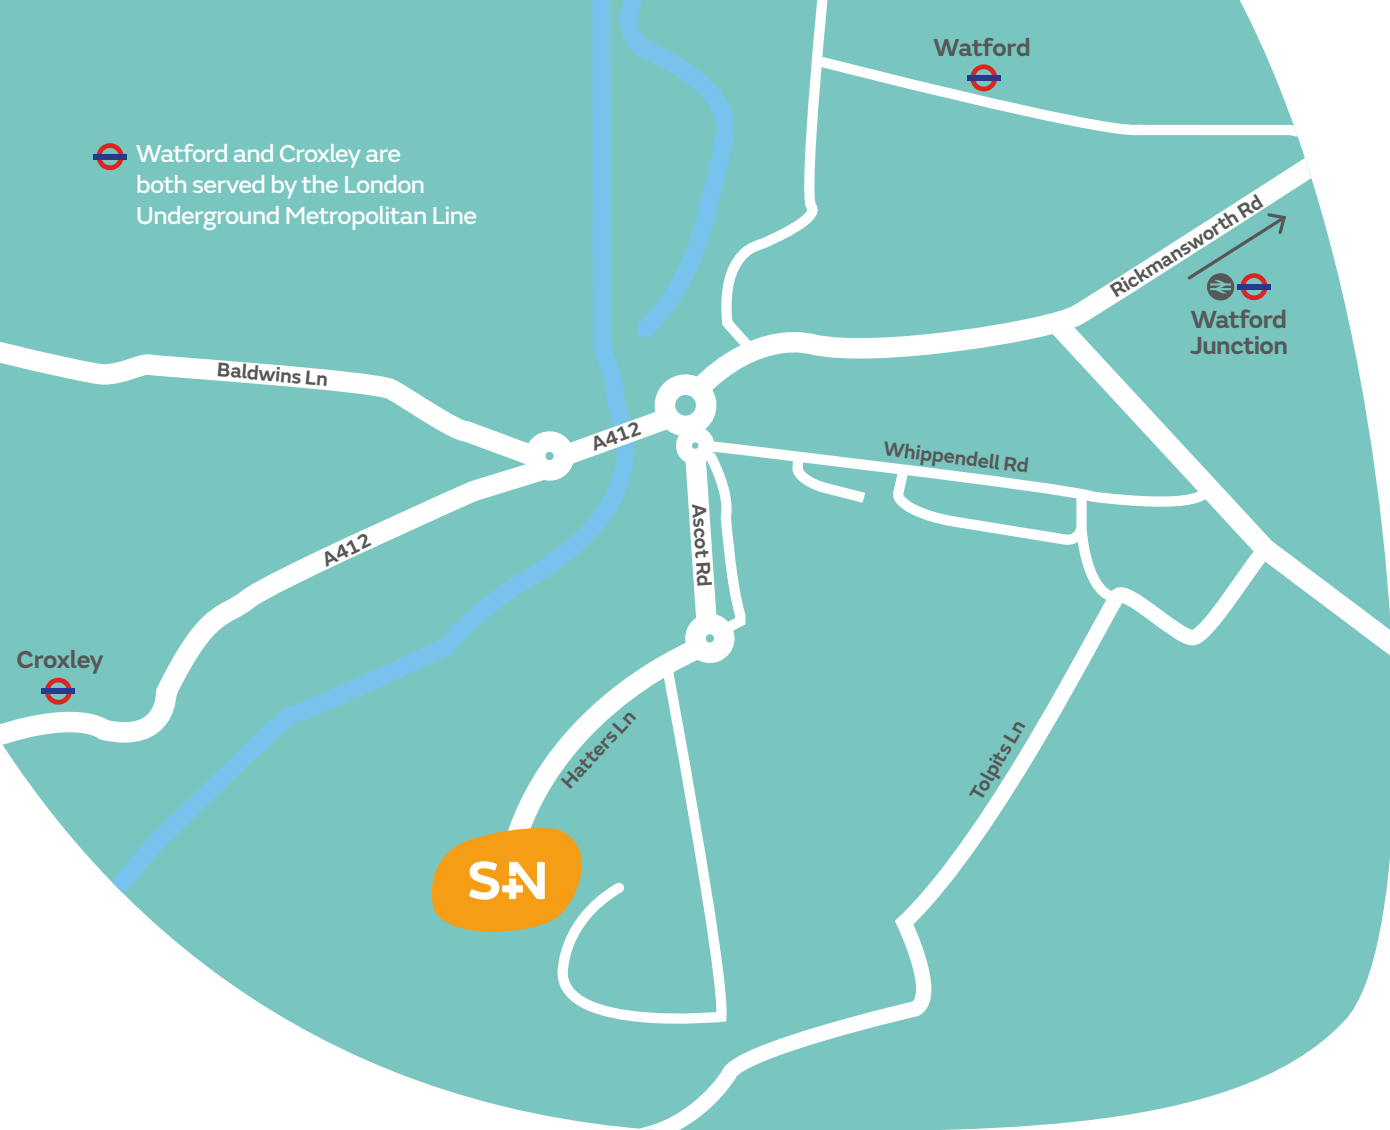 Watford
Watford and Croxley are
both served by the London
Underground Metropolitan Line
Rickmansworth Rd
Watford
Junction
Baldwins Ln
A412
Whippendell Rd
Ascot Rd
A412
Croxley
Hatters Ln
Tolpits Ln
S+N